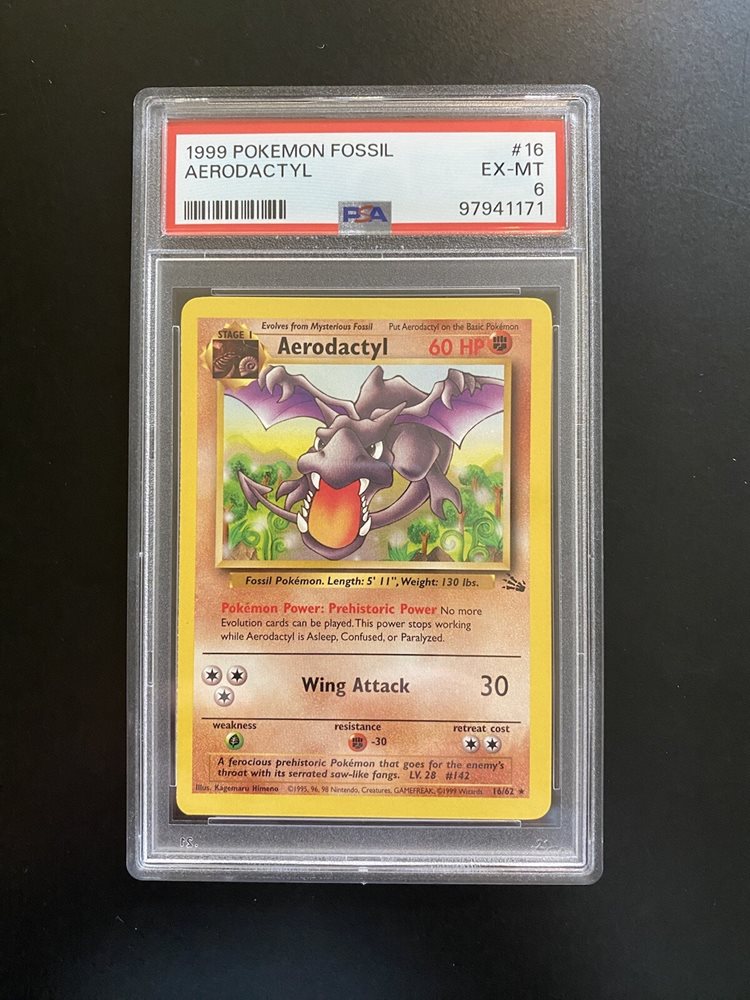 1999 POKEMON FOSSIL #16
AERODACTYL EX-MT
6
PSA 97941171
Evolves from Mysterious Fossil Put Aerodactyl on the Basic Pokémon
STAGE 1
Aerodactyl 60 HP
Fossil Pokémon. Length: 5' 11", Weight: 130 lbs.
Pokémon Power: Prehistoric Power No more
Evolution cards can be played. This power stops working
while Aerodactyl is Asleep, Confused, or Paralyzed.
Wing Attack 30
weakness resistance retreat cost
-30
A ferocious prehistoric Pokémon that goes for the enemy's
throat with its serrated saw-like fangs. LV. 28 #142
Illus. Kagemaru Himeno ©1995, 96, 98 Nintendo, Creatures, GAMEFREAK. ©1999 Wizards. 16/62 ★